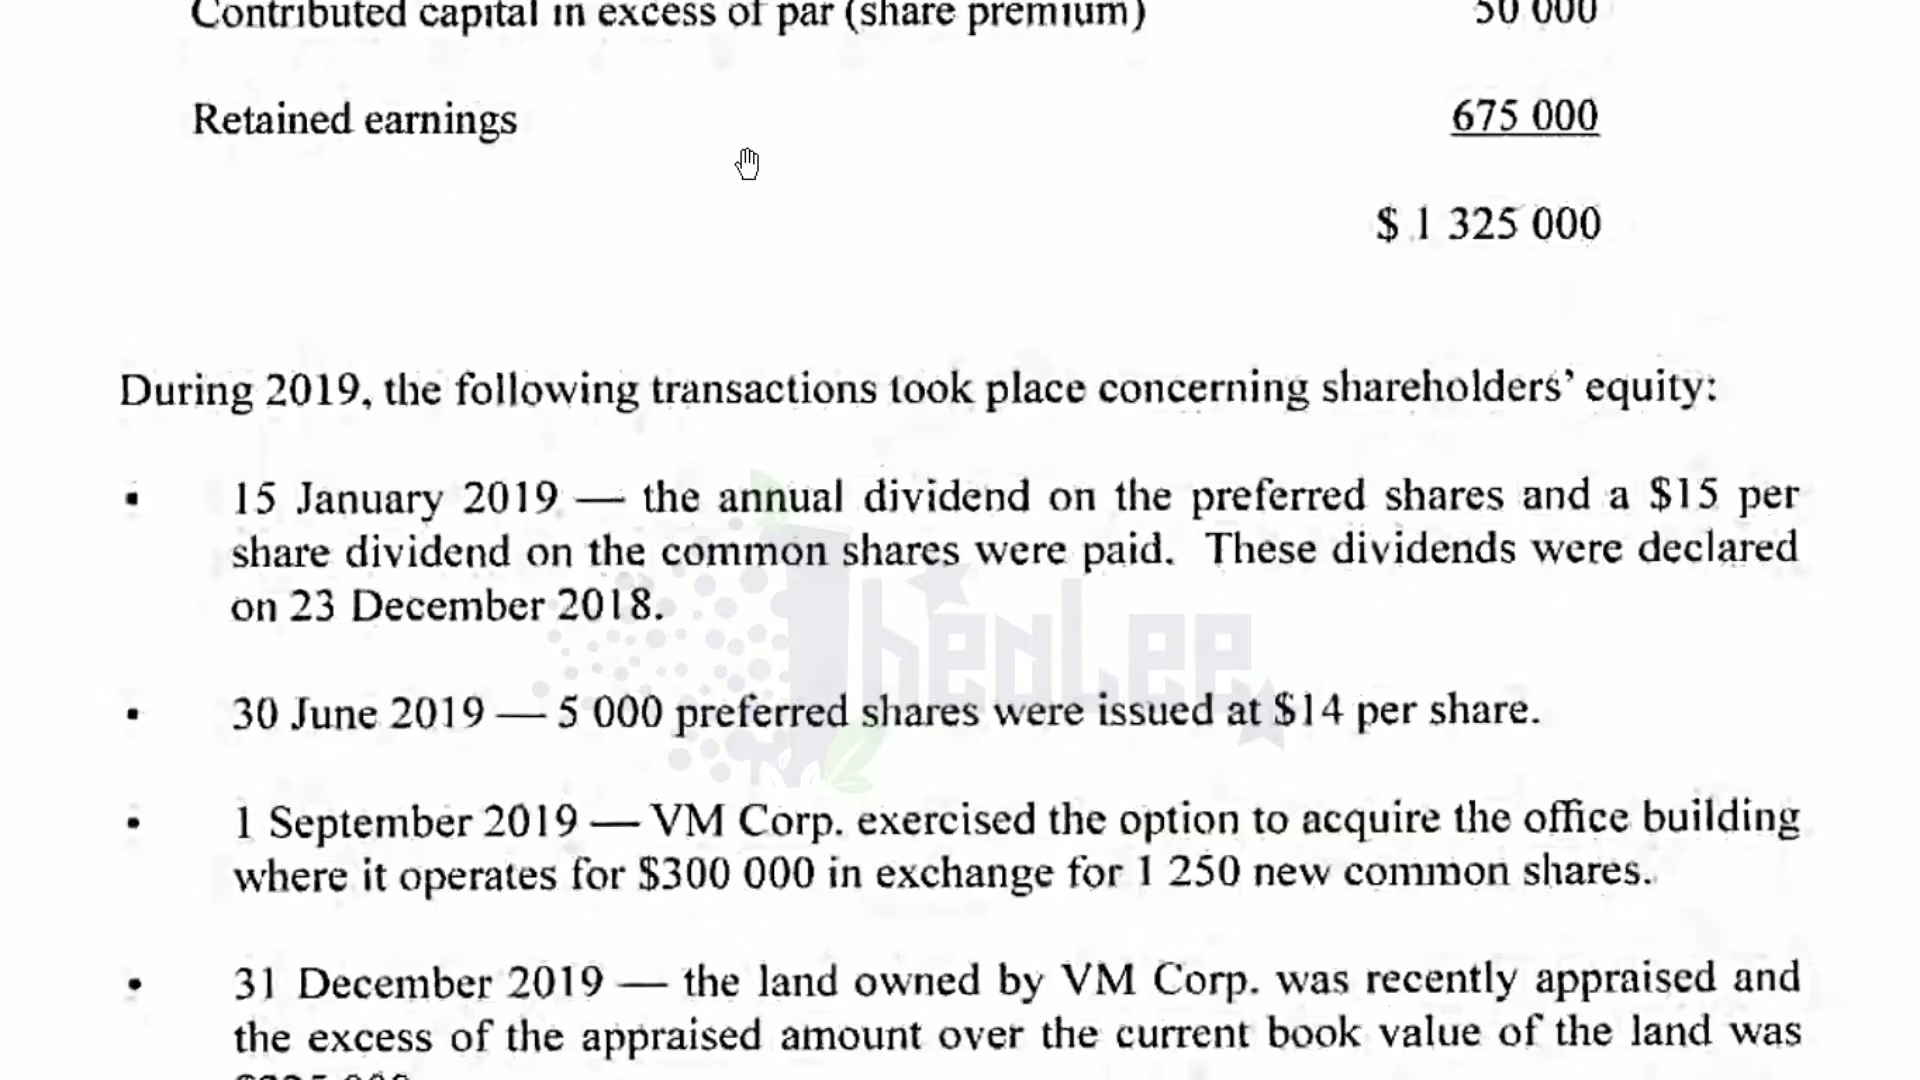 Contributed capital in excess of par (share premium) 50 000
Retained earnings 675 000
$ 1 325 000
During 2019, the following transactions took place concerning shareholders' equity:
▪ 15 January 2019 — the annual dividend on the preferred shares and a $15 per
share dividend on the common shares were paid. These dividends were declared
on 23 December 2018.
▪ 30 June 2019 — 5 000 preferred shares were issued at $14 per share.
▪ 1 September 2019 — VM Corp. exercised the option to acquire the office building
where it operates for $300 000 in exchange for 1 250 new common shares.
• 31 December 2019 — the land owned by VM Corp. was recently appraised and
the excess of the appraised amount over the current book value of the land was